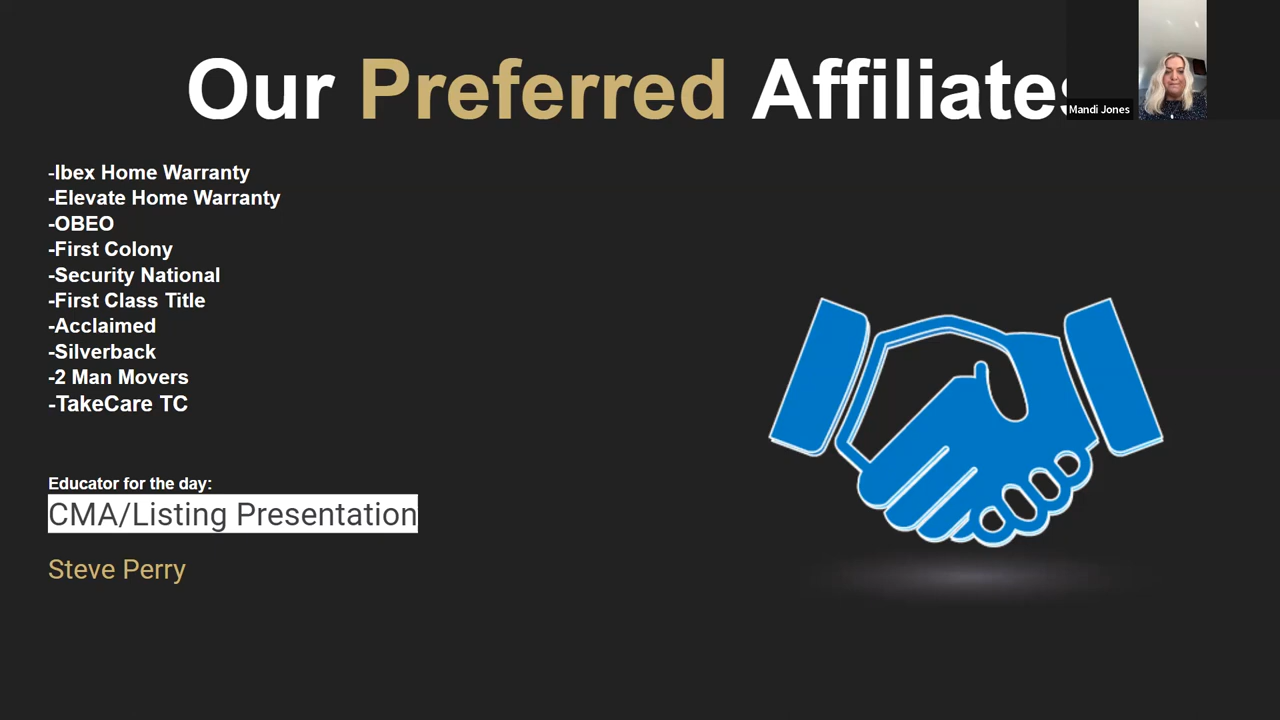 Our Preferred Affiliates
Mandi Jones
-Ibex Home Warranty
-Elevate Home Warranty
-OBEO
-First Colony
-Security National
-First Class Title
-Acclaimed
-Silverback
-2 Man Movers
-TakeCare TC
Educator for the day:
CMA/Listing Presentation
Steve Perry